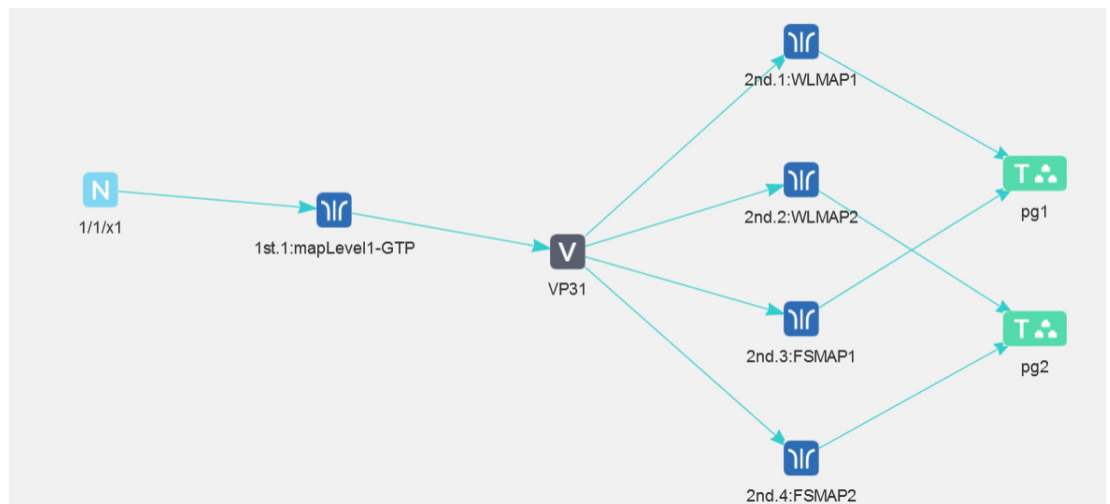 N
1/1/x1
1st.1:mapLevel1-GTP
V
VP31
2nd.1:WLMAP1
2nd.2:WLMAP2
2nd.3:FSMAP1
2nd.4:FSMAP2
T
pg1
T
pg2